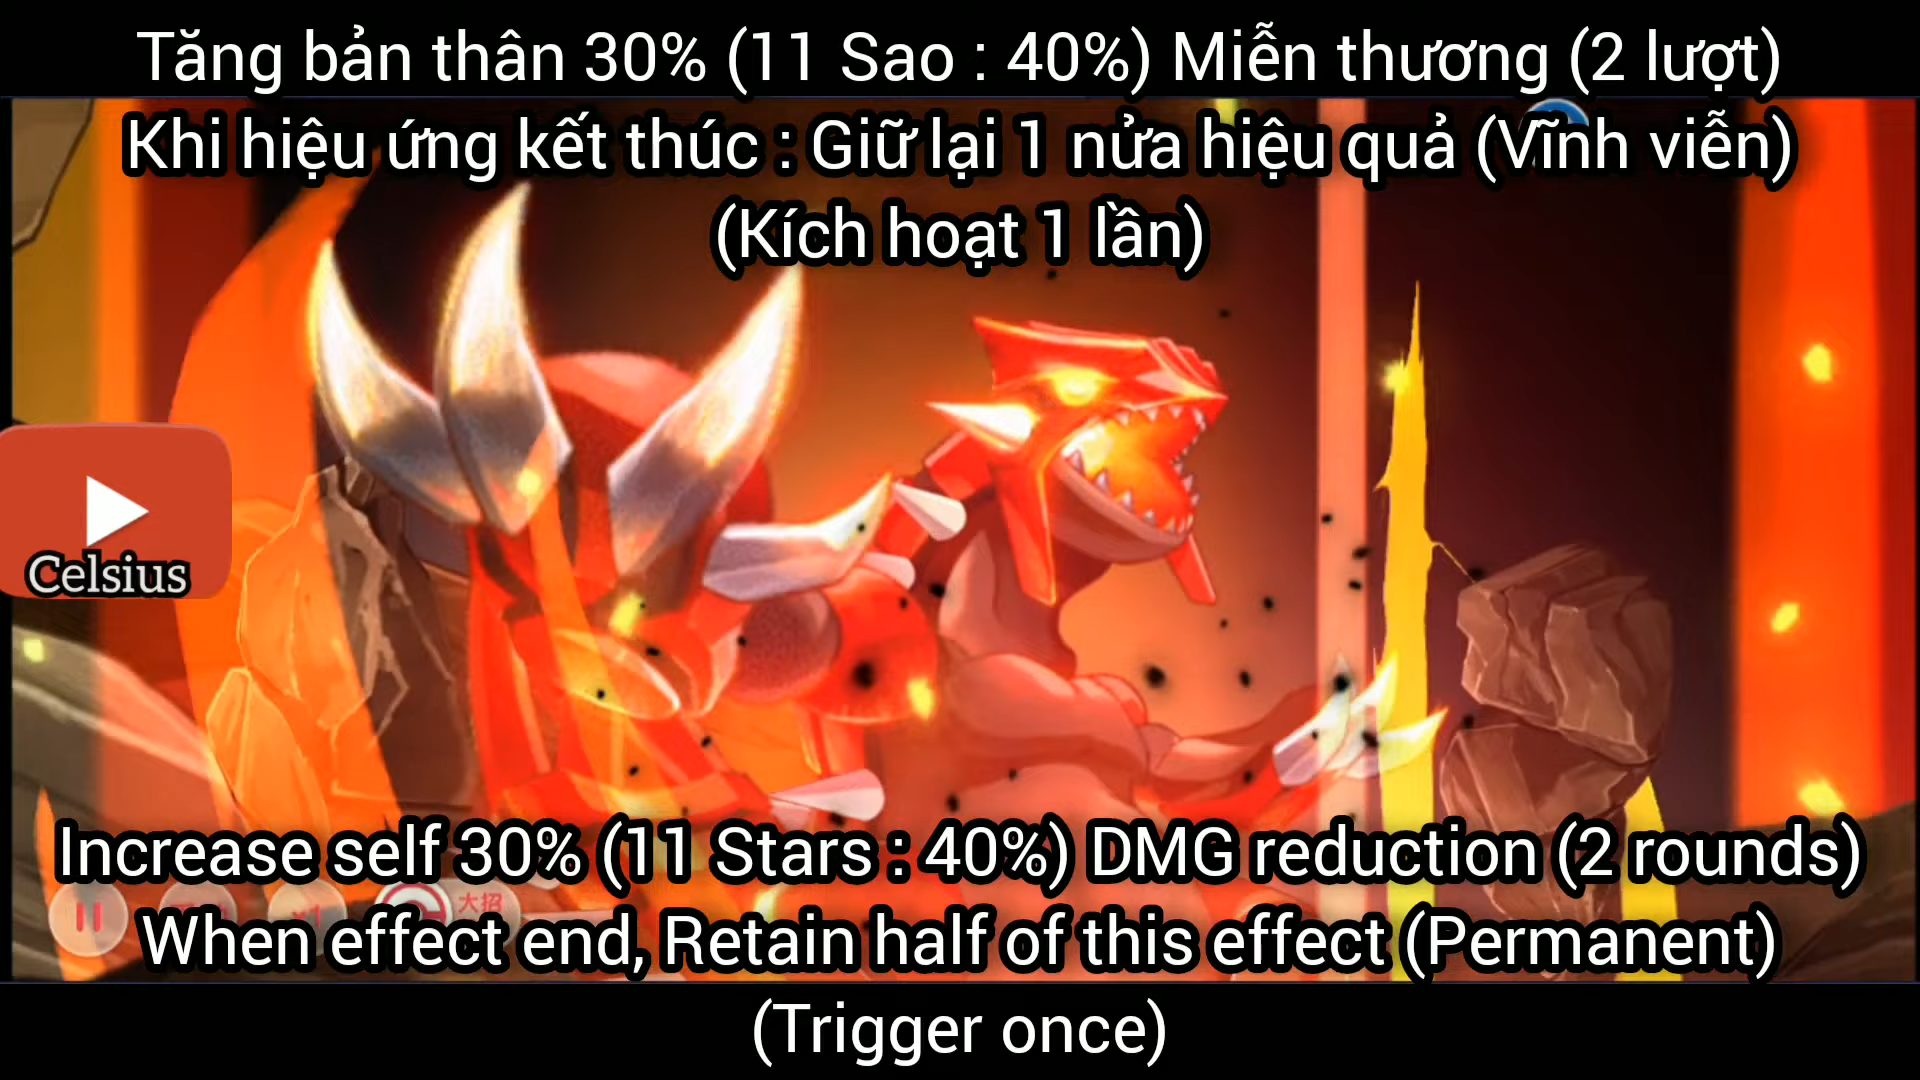 Tăng bản thân 30% (11 Sao : 40%) Miễn thương (2 lượt)
Khi hiệu ứng kết thúc : Giữ lại 1 nửa hiệu quả (Vĩnh viễn)
(Kích hoạt 1 lần)
Celsius
Increase self 30% (11 Stars : 40%) DMG reduction (2 rounds)
大招
When effect end, Retain half of this effect (Permanent)
(Trigger once)